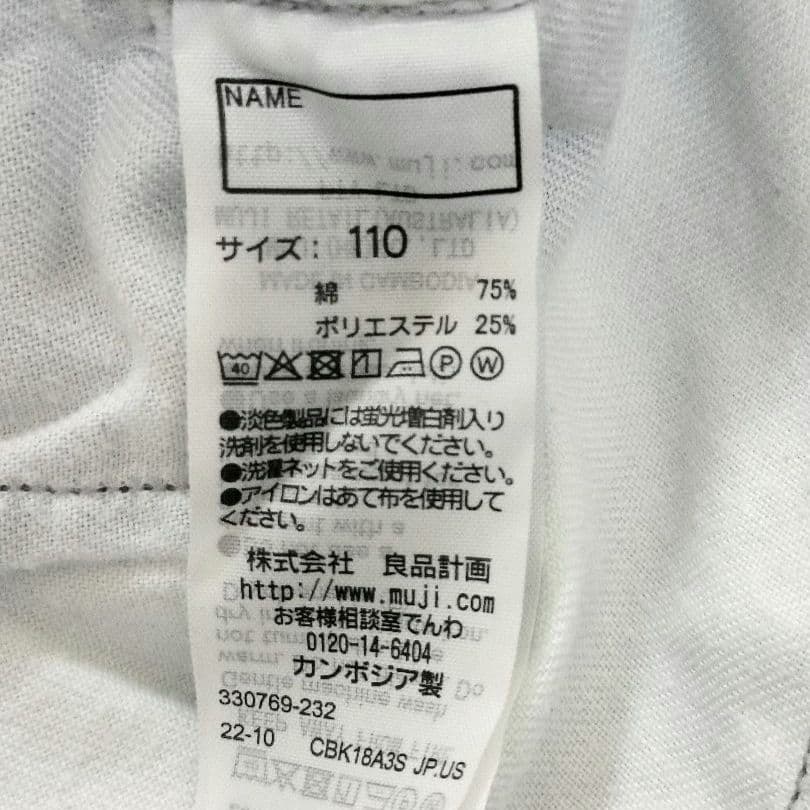 NAME
サイズ: 110
綿 75%
ポリエステル 25%
40 P W
●淡色製品には蛍光増白剤入り
洗剤を使用しないでください。
●洗濯ネットをご使用ください。
●アイロンはあて布を使用して
ください。
株式会社 良品計画
http://www.muji.com
お客様相談室でんわ
0120-14-6404
カンボジア製
330769-232
22-10 CBK18A3S JP.US